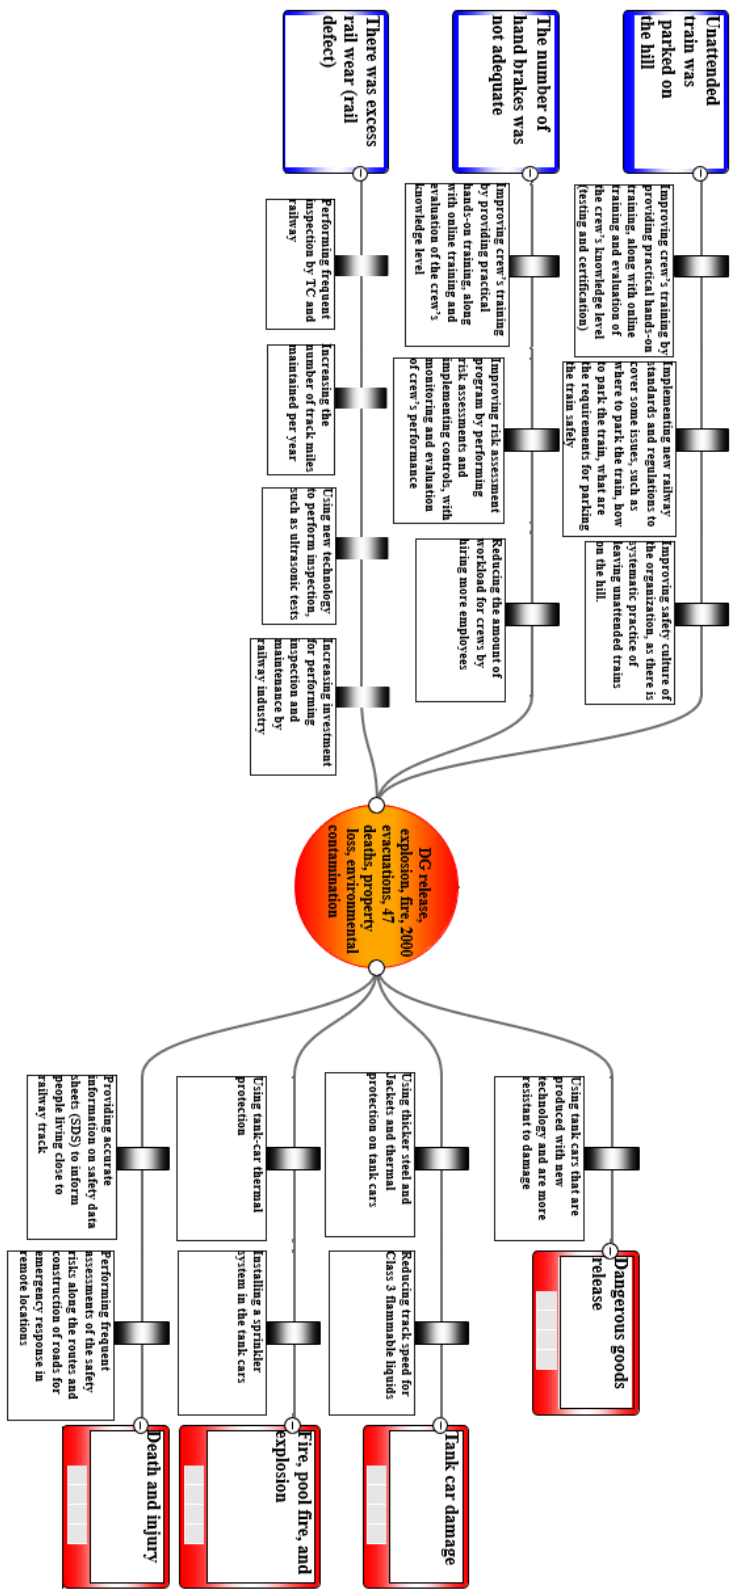 Unattended
train was
parked on
the hill
Improving crew's training by
providing practical hands-on
training, along with online
training and evaluation of
the crew's knowledge level
(testing and certification)
Implementing new railway
standards and regulations to
cover some issues, such as
where to park the train, how
to park the train, what are
the requirements for parking
the train safely
Improving safety culture of
the organization, as there is
systematic practice of
leaving unattended trains
on the hill.
The number of
hand brakes was
not adequate
Improving crew's training
by providing practical
hands-on training, along
with online training and
evaluation of the crew's
knowledge level
Improving risk assessment
program by performing
risk assessments and
implementing controls, with
monitoring and evaluation
of crew's performance
Reducing the amount of
workload for crews by
hiring more employees
There was excess
rail wear (rail
defect)
Performing frequent
inspection by TC and
railway
Increasing the
number of track miles
maintained per year
Using new technology
to perform inspection,
such as ultrasonic tests
Increasing investment
for performing
inspection and
maintenance by
railway industry
DG release,
explosion, fire, 2000
evacuations, 47
deaths, property
loss, environmental
contamination
Using tank cars that are
produced with new
technology and are more
resistant to damage
Dangerous goods
release
Using thicker steel and
Jackets and thermal
protection on tank cars
Reducing track speed for
Class 3 flammable liquids
Tank car damage
Using tank-car thermal
protection
Installing a sprinkler
system in the tank cars
Fire, pool fire, and
explosion
Providing accurate
information on safety data
sheets (SDS) to inform
people living close to
railway track
Performing frequent
assessments of the safety
risks along the routes and
construction of roads for
emergency response in
remote locations
Death and injury